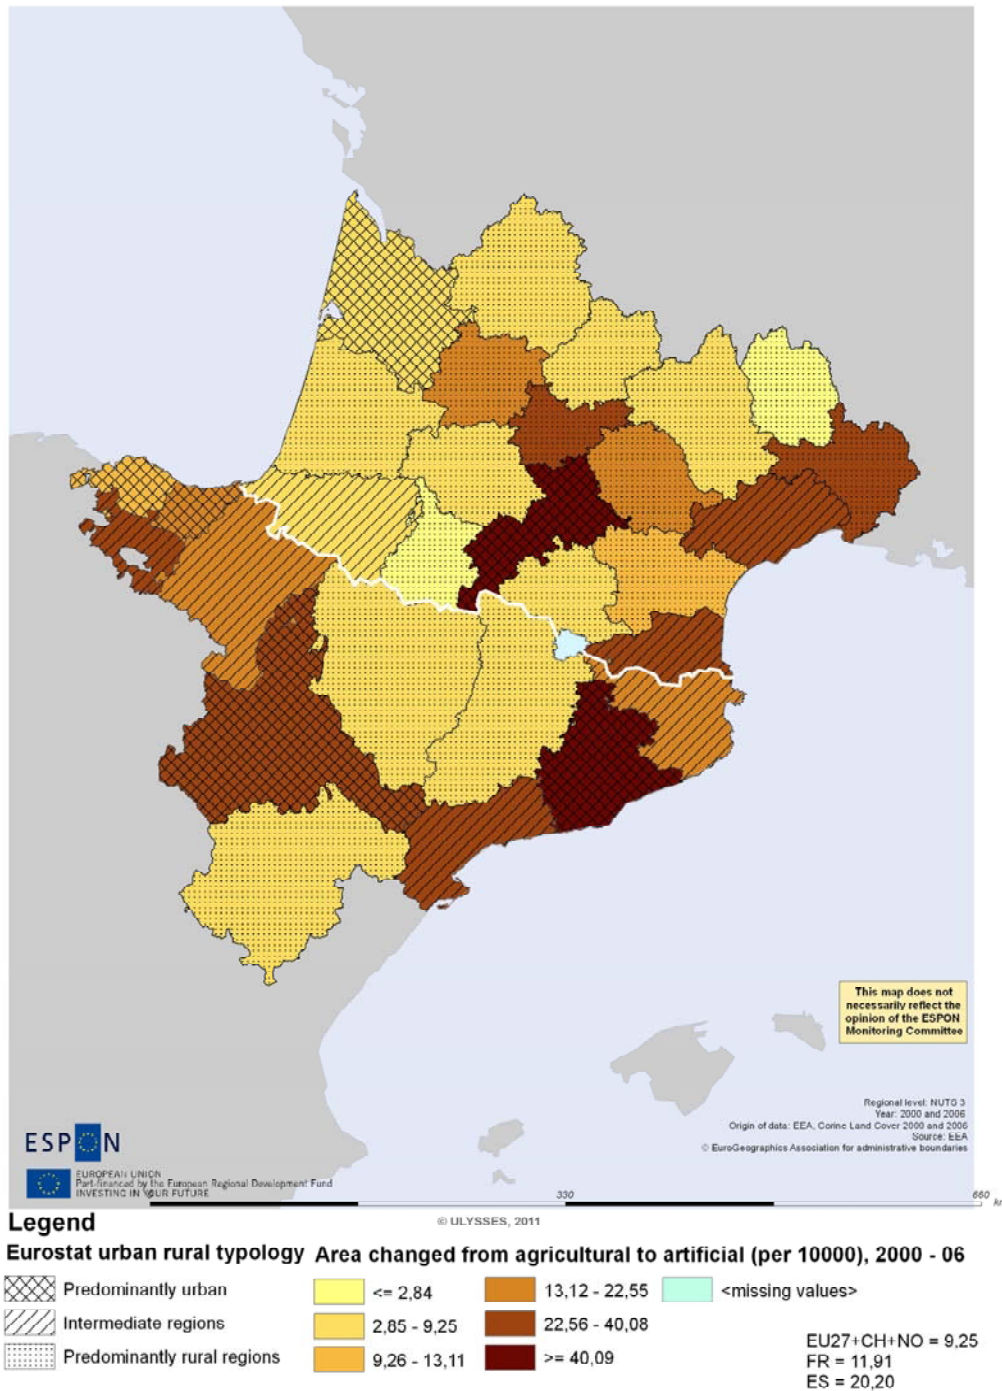 This map does not
necessarily reflect the
opinion of the ESPON
Monitoring Committee
Regional level: NUTS 3
Year: 2000 and 2006
Origin of data: EEA, Corine Land Cover 2000 and 2006
Source: EEA
© EuroGeographics Association for administrative boundaries
ESPON
EUROPEAN UNION
Part-financed by the European Regional Development Fund
INVESTING IN YOUR FUTURE
0 330 660 km
© ULYSSES, 2011
Legend
Eurostat urban rural typology
Predominantly urban
Intermediate regions
Predominantly rural regions
Area changed from agricultural to artificial (per 10000), 2000 - 06
<= 2,84
2,85 - 9,25
9,26 - 13,11
13,12 - 22,55
22,56 - 40,08
>= 40,09
<missing values>
EU27+CH+NO = 9,25
FR = 11,91
ES = 20,20